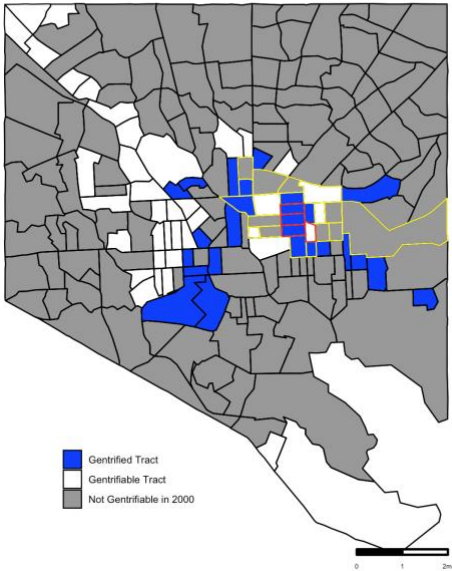 Gentrified Tract
Gentrifiable Tract
Not Gentrifiable in 2000
0 1 2m